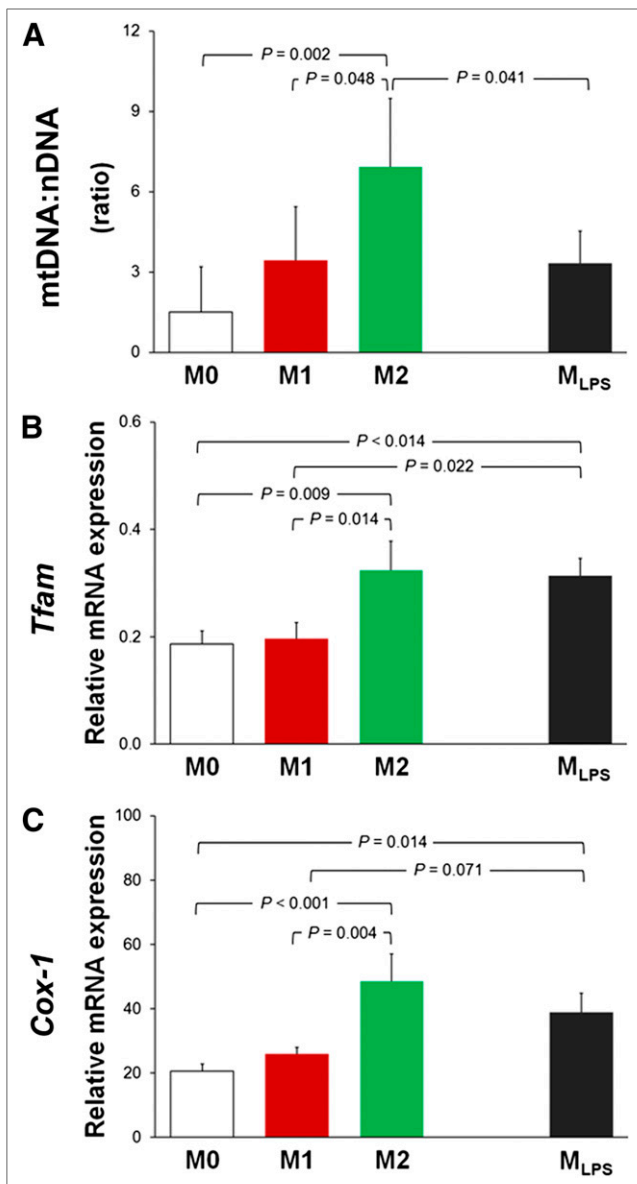 A
mtDNA:nDNA
(ratio)
12
9
6
3
0
P = 0.002
P = 0.048
P = 0.041
M0 M1 M2 MLPS
B
Tfam
Relative mRNA expression
0.6
0.4
0.2
0.0
P < 0.014
P = 0.022
P = 0.009
P = 0.014
M0 M1 M2 MLPS
C
Cox-1
Relative mRNA expression
100
80
60
40
20
0
P = 0.014
P = 0.071
P < 0.001
P = 0.004
M0 M1 M2 MLPS